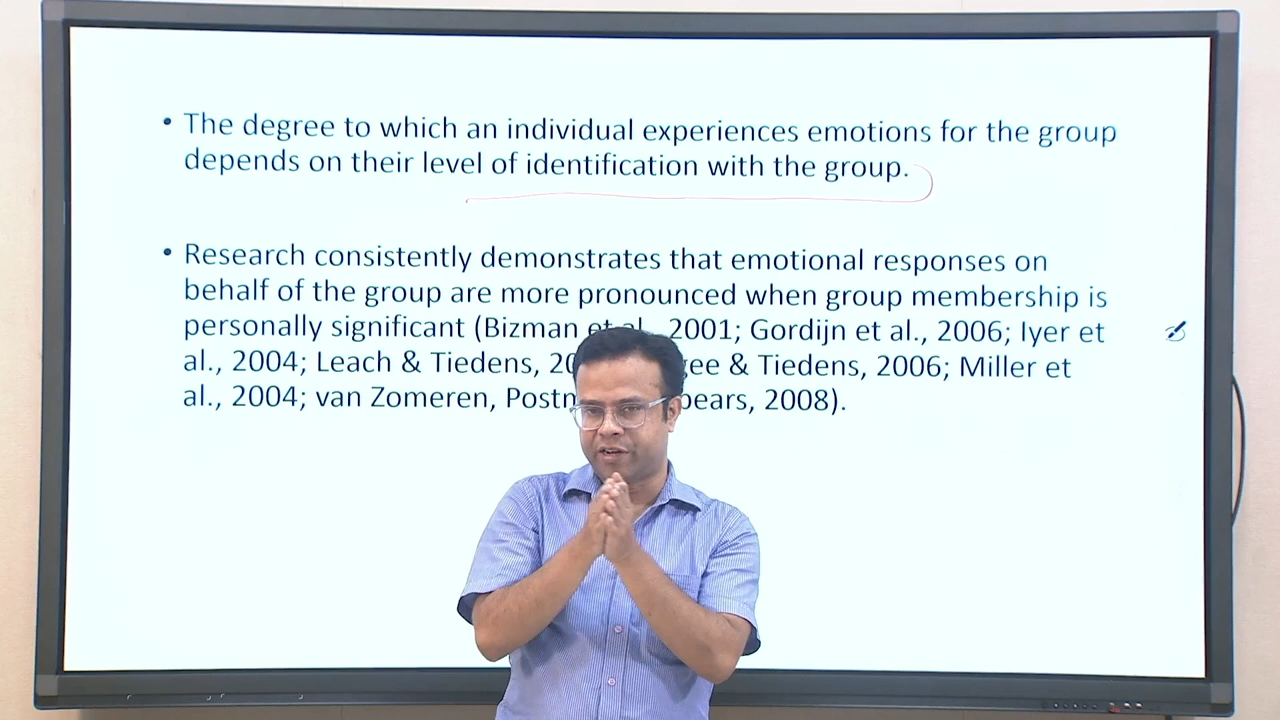 • The degree to which an individual experiences emotions for the group
depends on their level of identification with the group.
• Research consistently demonstrates that emotional responses on
behalf of the group are more pronounced when group membership is
personally significant (Bizman et al., 2001; Gordijn et al., 2006; Iyer et
al., 2004; Leach & Tiedens, & Tiedens, 2006; Miller et
al., 2004; van Zomeren, 2008).